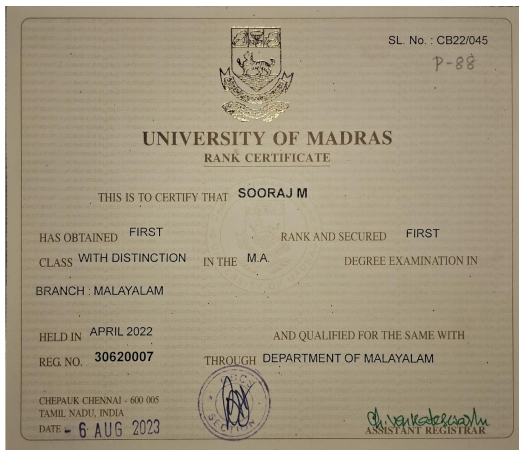 SL. No. : CB22/045
P-88
UNIVERSITY OF MADRAS
RANK CERTIFICATE
THIS IS TO CERTIFY THAT SOORAJ M
HAS OBTAINED FIRST RANK AND SECURED FIRST
CLASS WITH DISTINCTION IN THE M.A. DEGREE EXAMINATION IN
BRANCH : MALAYALAM
HELD IN APRIL 2022 AND QUALIFIED FOR THE SAME WITH
REG. NO. 30620007 THROUGH DEPARTMENT OF MALAYALAM
CHEPAUK CHENNAI - 600 005
TAMIL NADU, INDIA
DATE - 6 AUG 2023
SECTION
ASSISTANT REGISTRAR